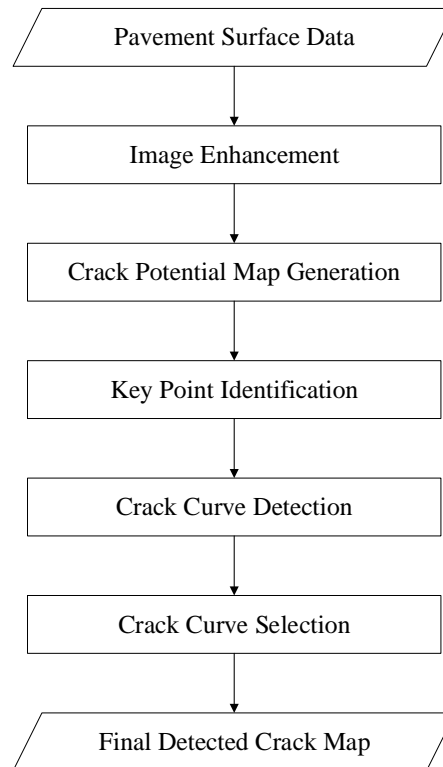 Pavement Surface Data
Image Enhancement
Crack Potential Map Generation
Key Point Identification
Crack Curve Detection
Crack Curve Selection
Final Detected Crack Map